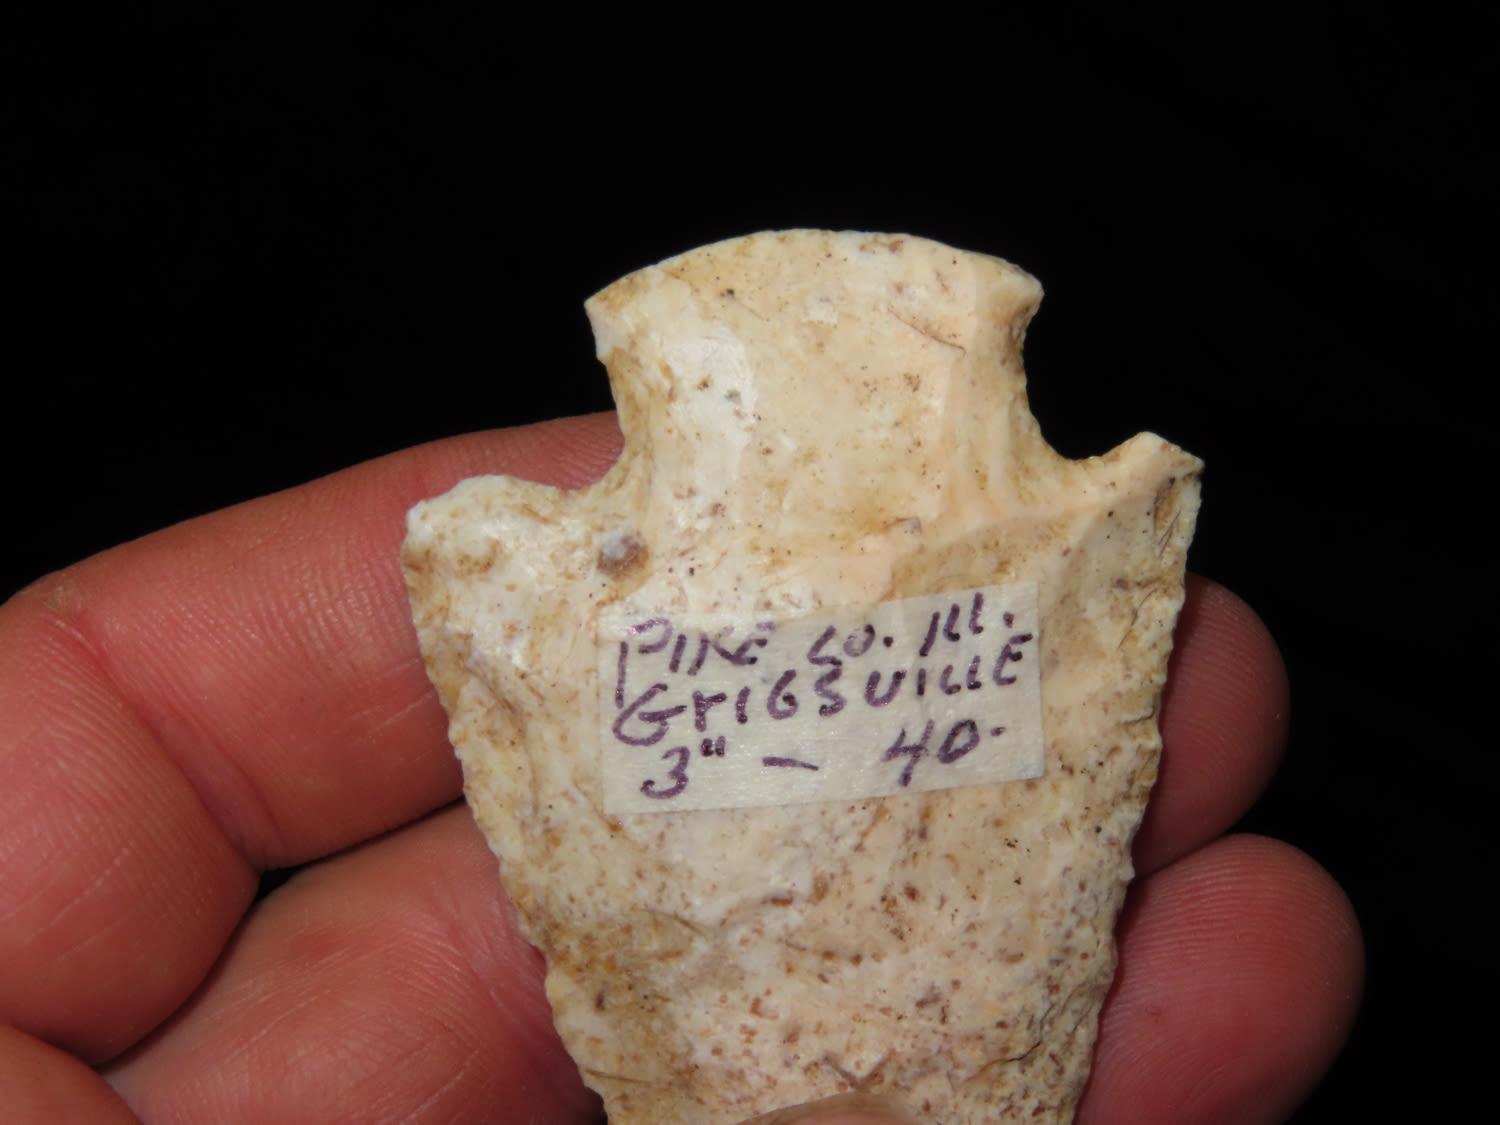 PIKE CO. Ill.
GrIGSVILLE
3" — 40.